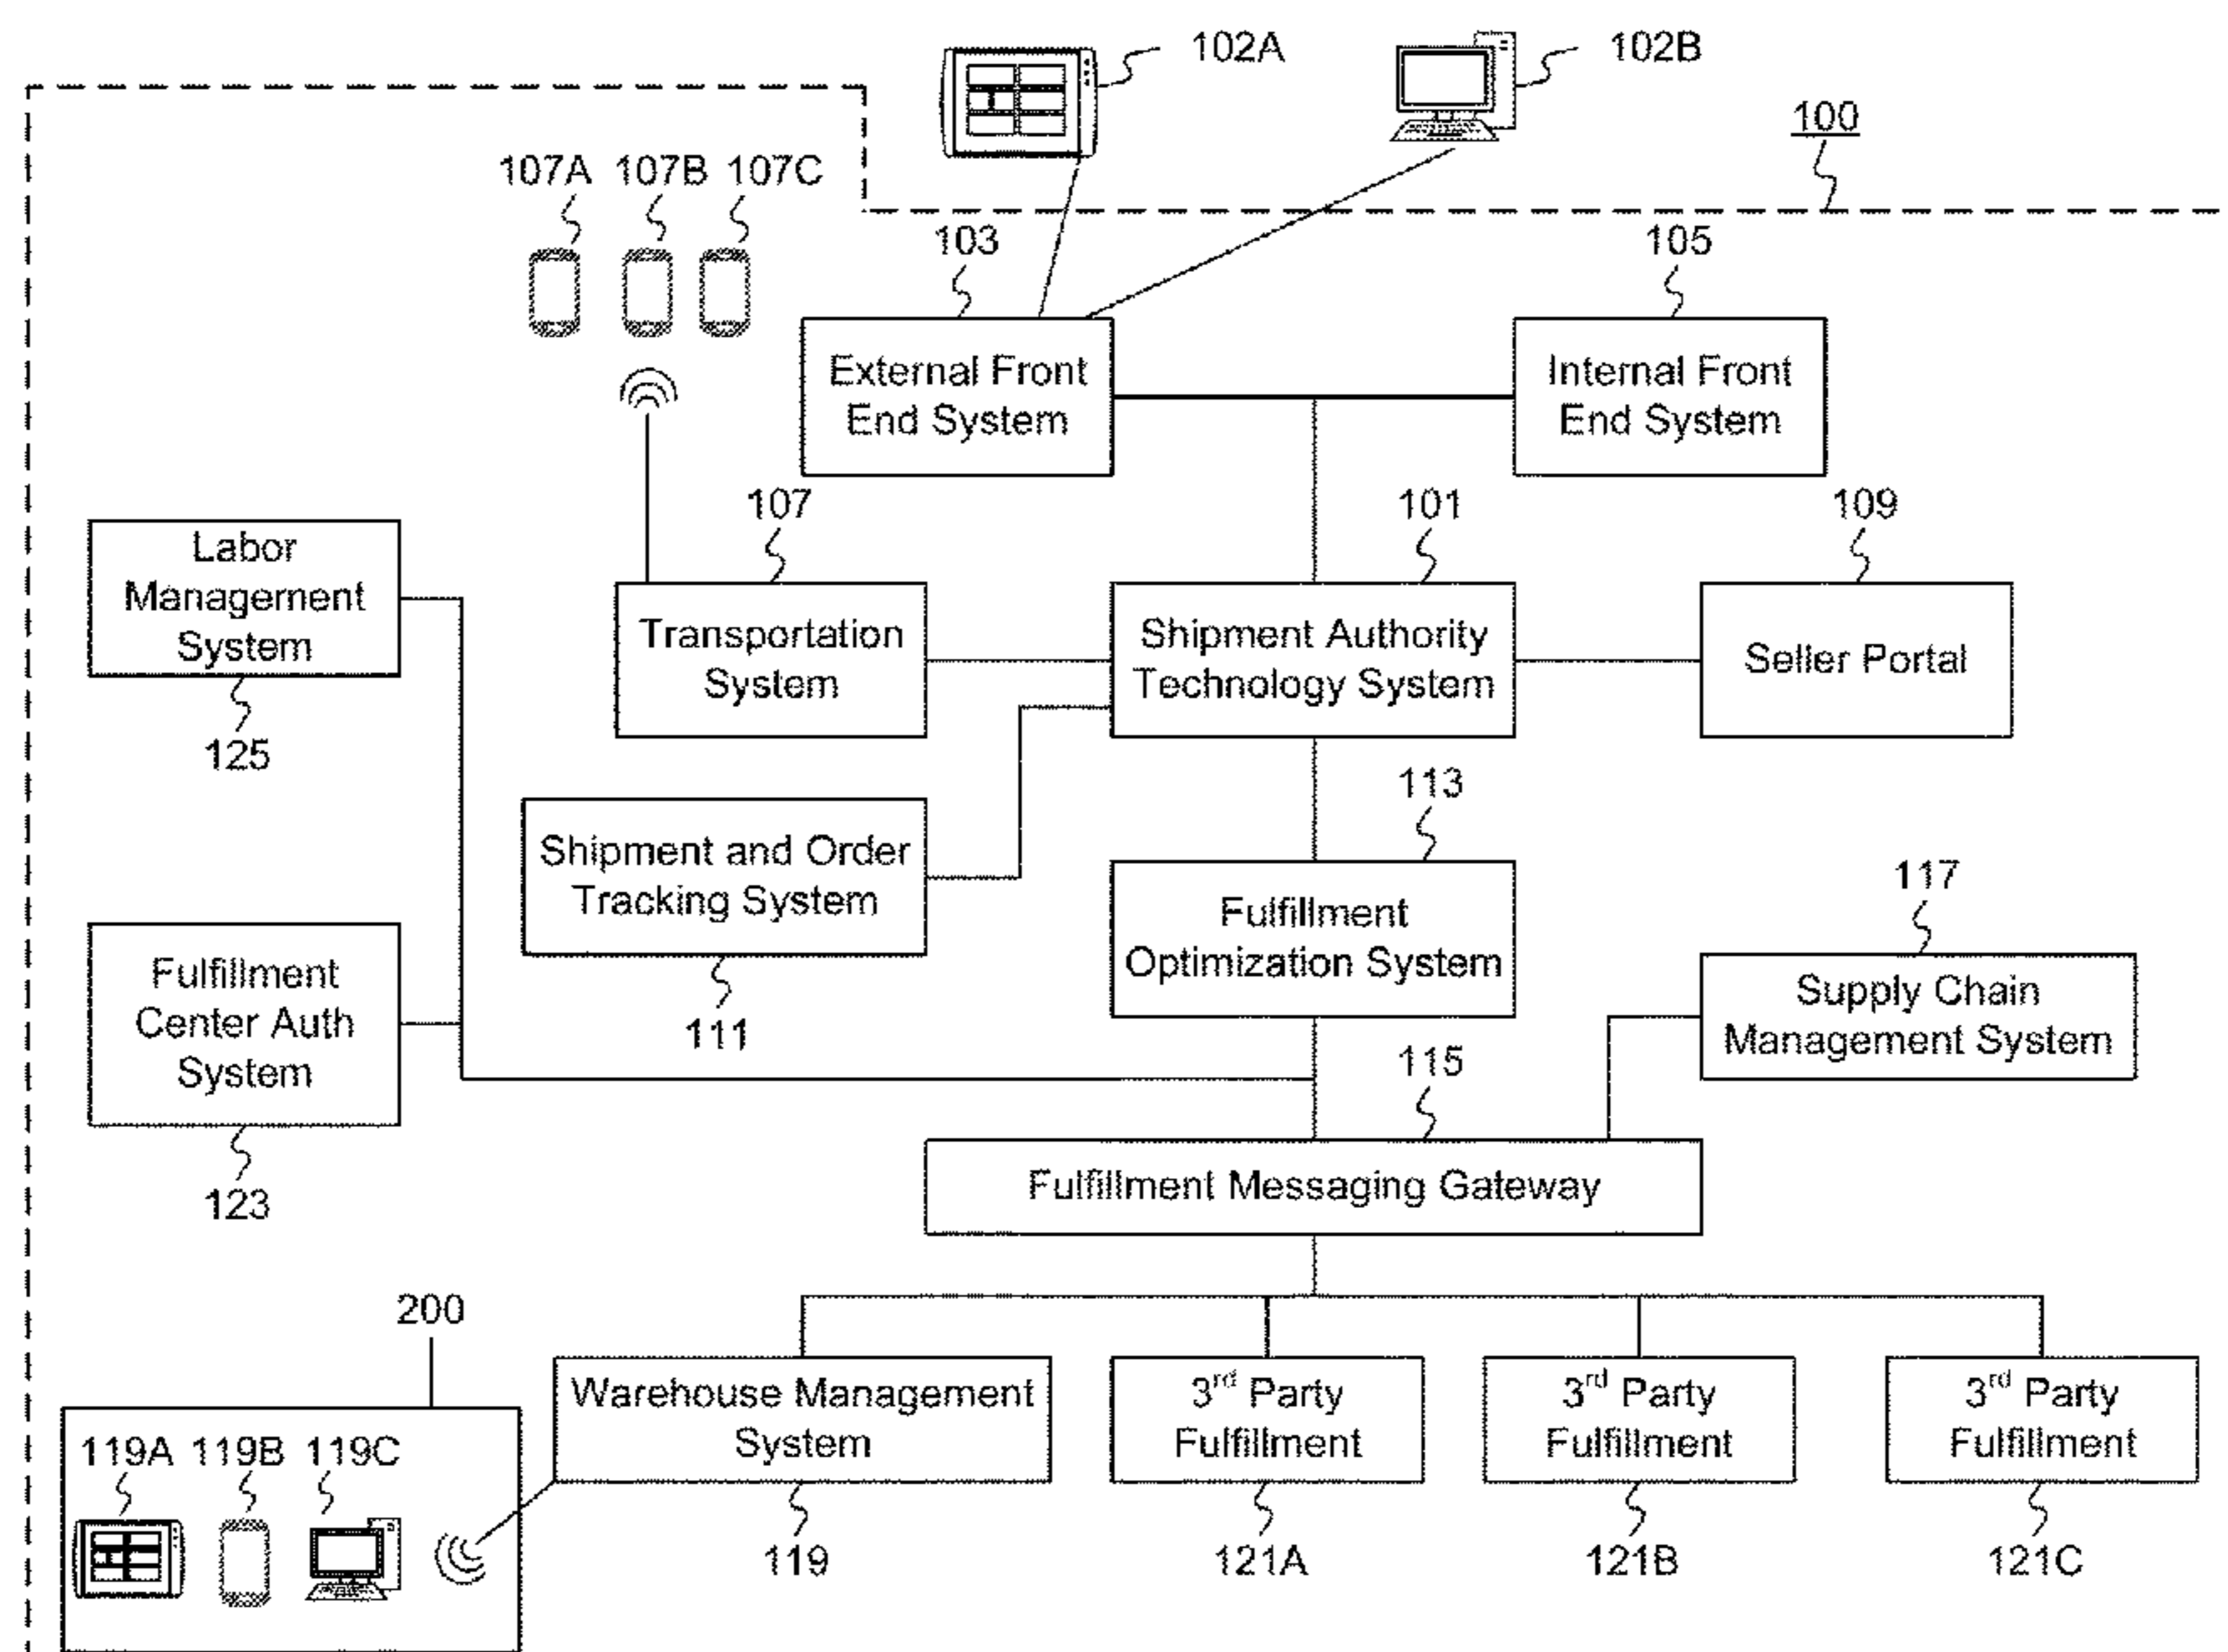 102A
102B
100
107A 107B 107C
103
105
External Front
End System
Internal Front
End System
107
101
109
Labor
Management
System
Transportation
System
Shipment Authority
Technology System
Seller Portal
125
113
Shipment and Order
Tracking System
117
Fulfillment
Optimization System
Fulfillment
Center Auth
System
Supply Chain
Management System
111
115
123
Fulfillment Messaging Gateway
200
Warehouse Management
System
3rd Party
Fulfillment
3rd Party
Fulfillment
3rd Party
Fulfillment
119A 119B 119C
119
121A
121B
121C